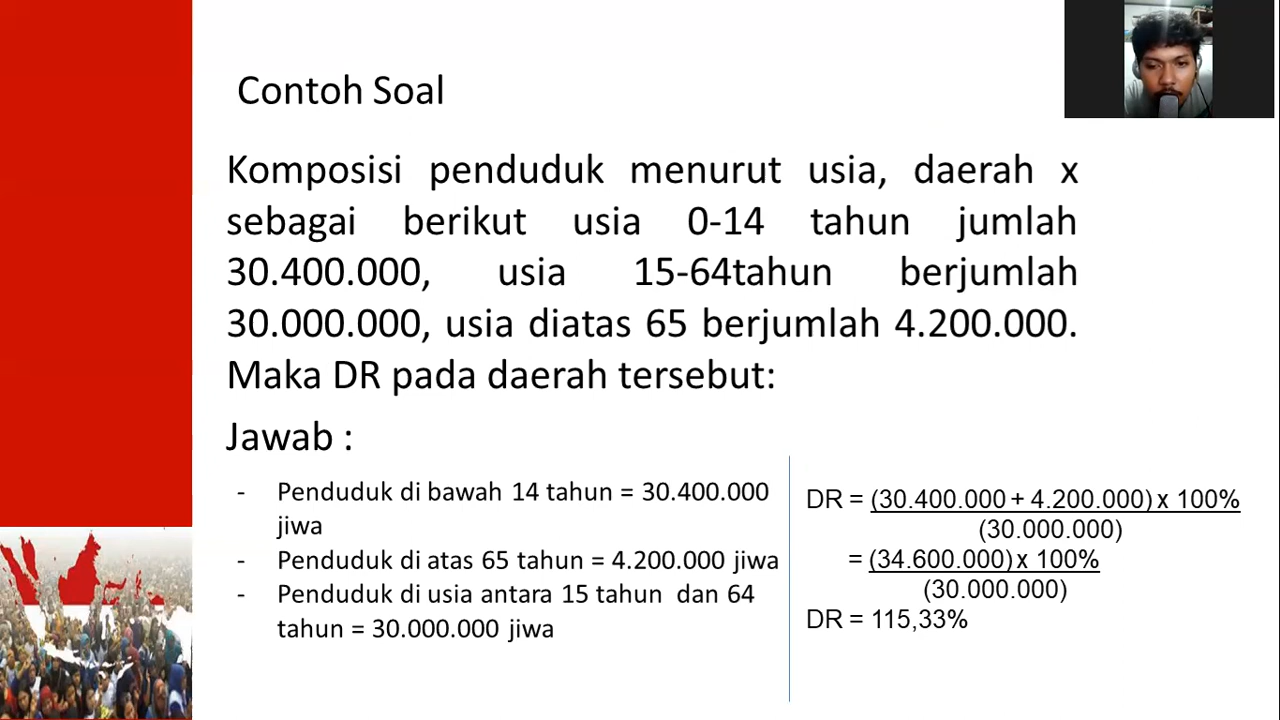 Contoh Soal
Komposisi penduduk menurut usia, daerah x
sebagai berikut usia 0-14 tahun jumlah
30.400.000, usia 15-64tahun berjumlah
30.000.000, usia diatas 65 berjumlah 4.200.000.
Maka DR pada daerah tersebut:
Jawab :
- Penduduk di bawah 14 tahun = 30.400.000
jiwa
- Penduduk di atas 65 tahun = 4.200.000 jiwa
- Penduduk di usia antara 15 tahun dan 64
tahun = 30.000.000 jiwa
DR = (30.400.000 + 4.200.000) x 100%
(30.000.000)
= (34.600.000) x 100%
(30.000.000)
DR = 115,33%